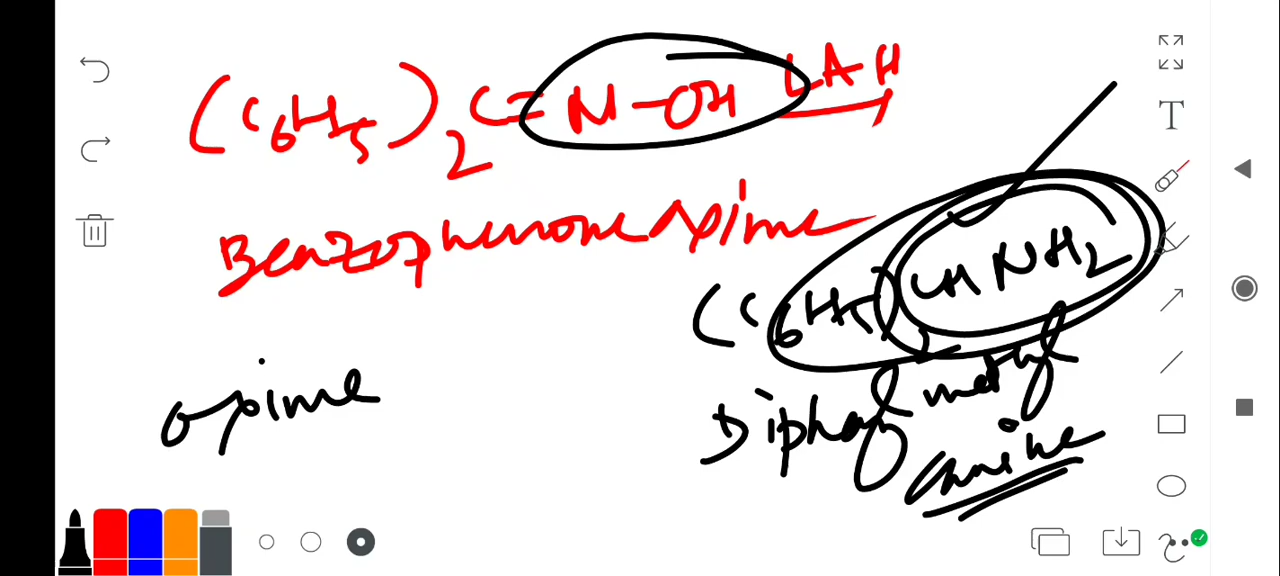 (C6H5)2C=N-OH LAH
Benzophenone oxime
(C6H5)2CHNH2
oxime
Diphenyl methyl
amine
T